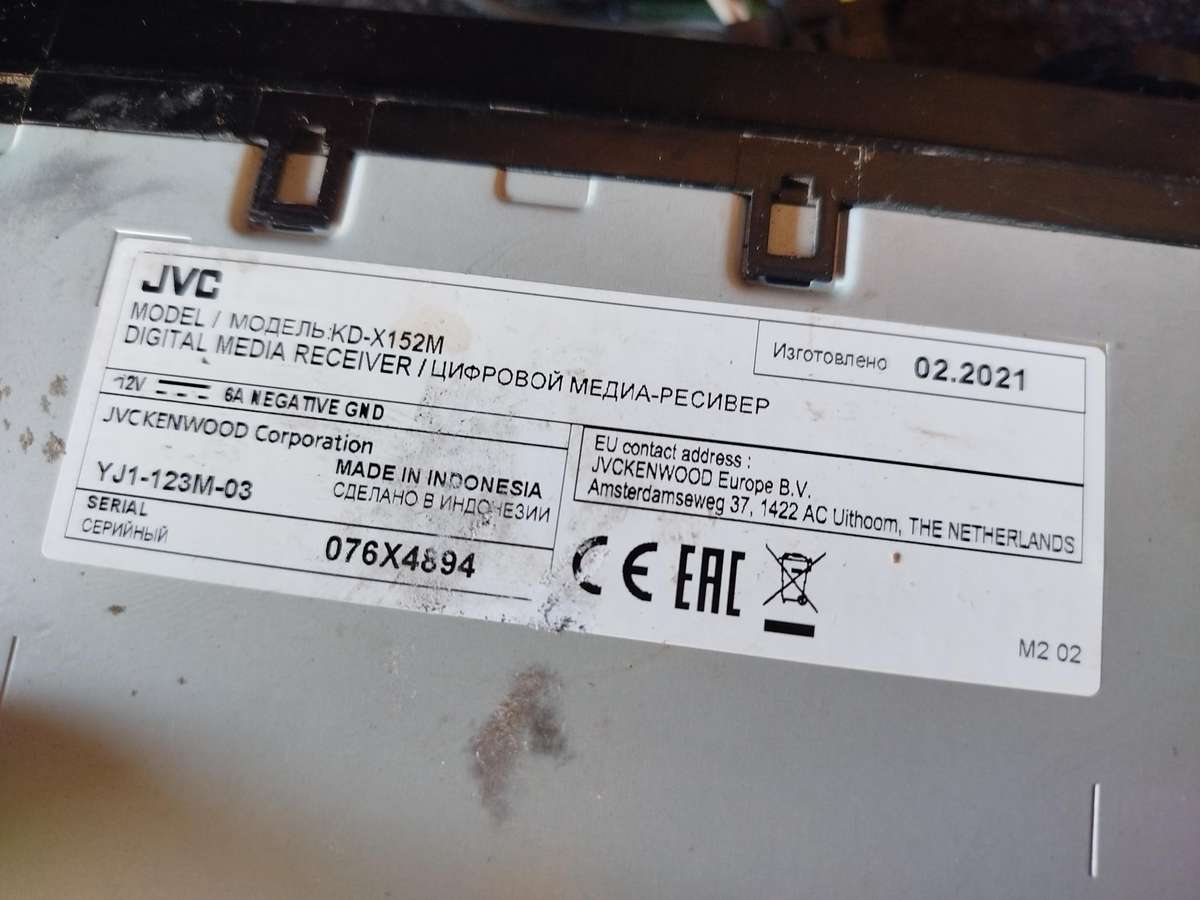 JVC
MODEL / МОДЕЛЬ:KD-X152M
DIGITAL MEDIA RECEIVER / ЦИФРОВОЙ МЕДИА-РЕСИВЕР
Изготовлено 02.2021
12V 6A NEGATIVE GND
JVCKENWOOD Corporation
MADE IN INDONESIA
YJ1-123M-03
СДЕЛАНО В ИНДОНЕЗИИ
SERIAL
СЕРИЙНЫЙ
076X4894
EU contact address :
JVCKENWOOD Europe B.V.
Amsterdamseweg 37, 1422 AC Uithoorn, THE NETHERLANDS
CE EAC
M2 02